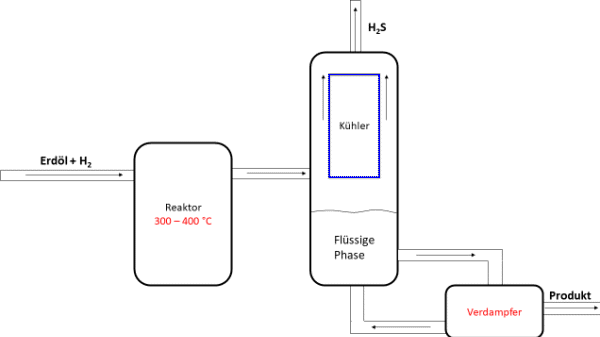 H₂S
Kühler
Erdöl + H₂
Reaktor
300 – 400 °C
Flüssige
Phase
Produkt
Verdampfer